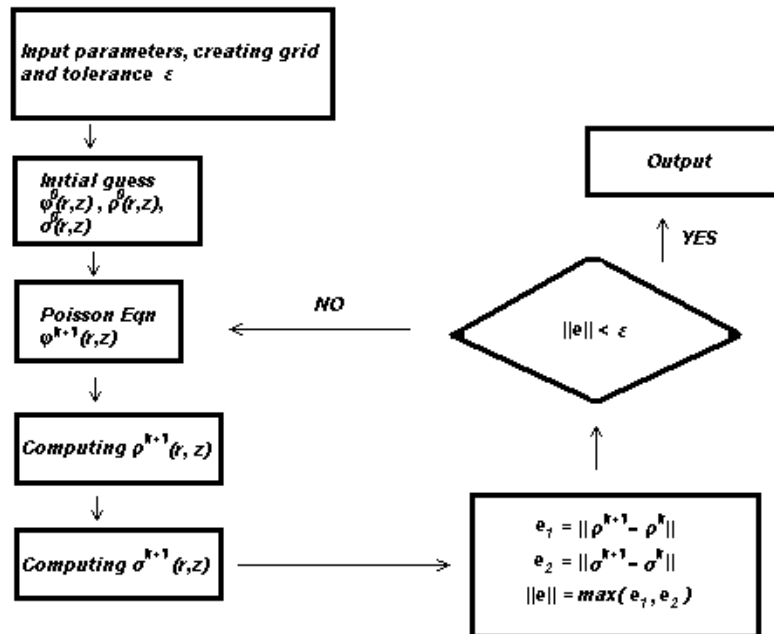 Input parameters, creating grid
and tolerance ε
Initial guess
φ⁰(r,z), ρ⁰(r,z),
σ⁰(r,z)
Poisson Eqn
φᵏ⁺¹(r,z)
Computing ρᵏ⁺¹(r, z)
Computing σᵏ⁺¹(r,z)
e₁ = ||ρᵏ⁺¹ – ρᵏ||
e₂ = ||σᵏ⁺¹ – σᵏ||
||e|| = max( e₁, e₂ )
||e|| < ε
NO
YES
Output